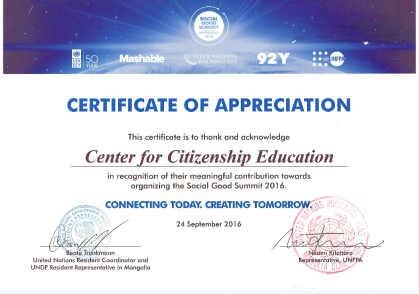 SOCIAL
GOOD
SUMMIT
2016
50
Mashable
UNITED NATIONS
FOUNDATION
92Y
UNFPA
CERTIFICATE OF APPRECIATION
This certificate is to thank and acknowledge
Center for Citizenship Education
in recognition of their meaningful contribution towards
organizing the Social Good Summit 2016.
CONNECTING TODAY. CREATING TOMORROW.
24 September 2016
Beate Trankmann
United Nations Resident Coordinator and
UNDP Resident Representative in Mongolia
Naomi Kitahara
Representative, UNFPA